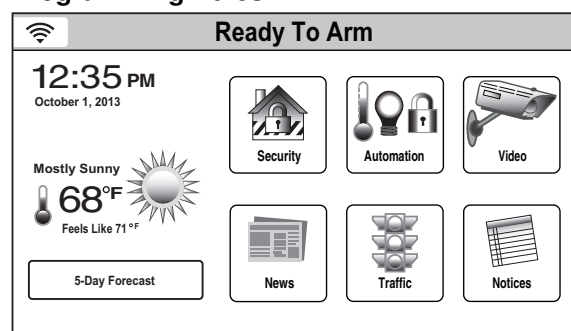 Ready To Arm
12:35 PM
October 1, 2013
Mostly Sunny
68°F
Feels Like 71°F
5-Day Forecast
Security
Automation
Video
News
Traffic
Notices